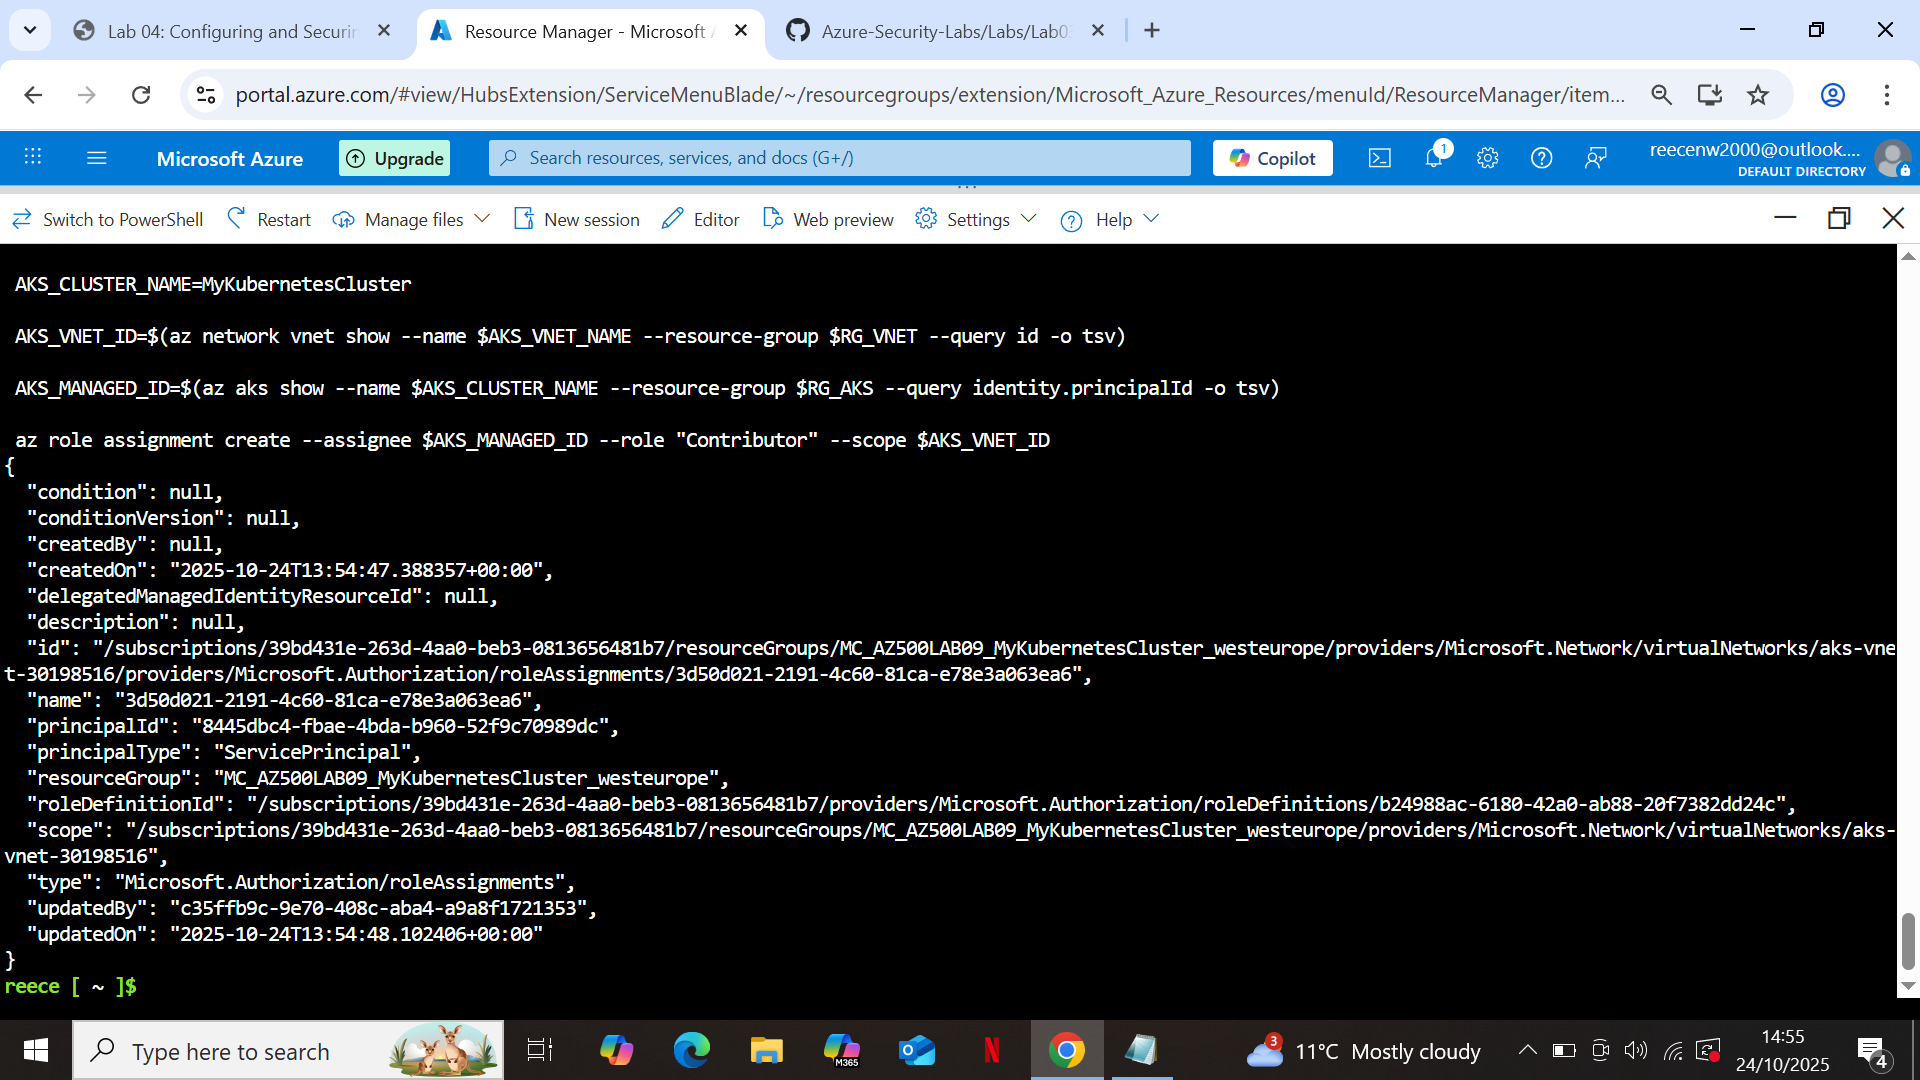 Lab 04: Configuring and Securin
Resource Manager - Microsoft A
Azure-Security-Labs/Labs/Lab03
portal.azure.com/#view/HubsExtension/ServiceMenuBlade/~/resourcegroups/extension/Microsoft_Azure_Resources/menuId/ResourceManager/item...
Microsoft Azure
Upgrade
Search resources, services, and docs (G+/)
Copilot
1
reecenw2000@outlook....
DEFAULT DIRECTORY
Switch to PowerShell
Restart
Manage files
New session
Editor
Web preview
Settings
Help
AKS_CLUSTER_NAME=MyKubernetesCluster
AKS_VNET_ID=$(az network vnet show --name $AKS_VNET_NAME --resource-group $RG_VNET --query id -o tsv)
AKS_MANAGED_ID=$(az aks show --name $AKS_CLUSTER_NAME --resource-group $RG_AKS --query identity.principalId -o tsv)
az role assignment create --assignee $AKS_MANAGED_ID --role "Contributor" --scope $AKS_VNET_ID
{
"condition": null,
"conditionVersion": null,
"createdBy": null,
"createdOn": "2025-10-24T13:54:47.388357+00:00",
"delegatedManagedIdentityResourceId": null,
"description": null,
"id": "/subscriptions/39bd431e-263d-4aa0-beb3-0813656481b7/resourceGroups/MC_AZ500LAB09_MyKubernetesCluster_westeurope/providers/Microsoft.Network/virtualNetworks/aks-vne
t-30198516/providers/Microsoft.Authorization/roleAssignments/3d50d021-2191-4c60-81ca-e78e3a063ea6",
"name": "3d50d021-2191-4c60-81ca-e78e3a063ea6",
"principalId": "8445dbc4-fbae-4bda-b960-52f9c70989dc",
"principalType": "ServicePrincipal",
"resourceGroup": "MC_AZ500LAB09_MyKubernetesCluster_westeurope",
"roleDefinitionId": "/subscriptions/39bd431e-263d-4aa0-beb3-0813656481b7/providers/Microsoft.Authorization/roleDefinitions/b24988ac-6180-42a0-ab88-20f7382dd24c",
"scope": "/subscriptions/39bd431e-263d-4aa0-beb3-0813656481b7/resourceGroups/MC_AZ500LAB09_MyKubernetesCluster_westeurope/providers/Microsoft.Network/virtualNetworks/aks-
vnet-30198516",
"type": "Microsoft.Authorization/roleAssignments",
"updatedBy": "c35ffb9c-9e70-408c-aba4-a9a8f1721353",
"updatedOn": "2025-10-24T13:54:48.102406+00:00"
}
reece [ ~ ]$
Type here to search
M365
3
11°C Mostly cloudy
14:55
24/10/2025
4